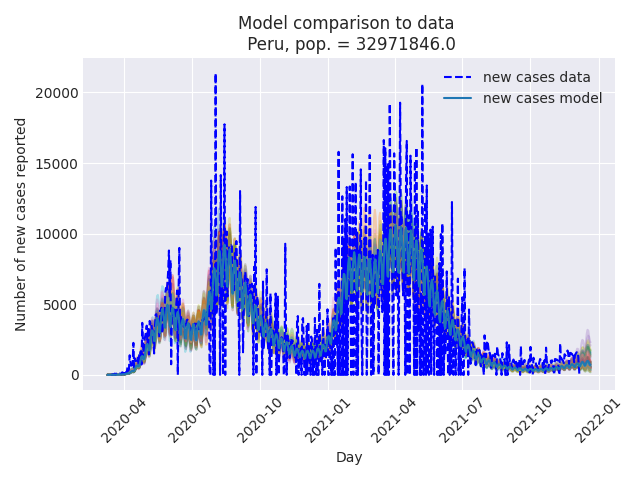 Model comparison to data
Peru, pop. = 32971846.0
new cases data
new cases model
Number of new cases reported
20000
15000
10000
5000
0
2020-04
2020-07
2020-10
2021-01
2021-04
2021-07
2021-10
2022-01
Day